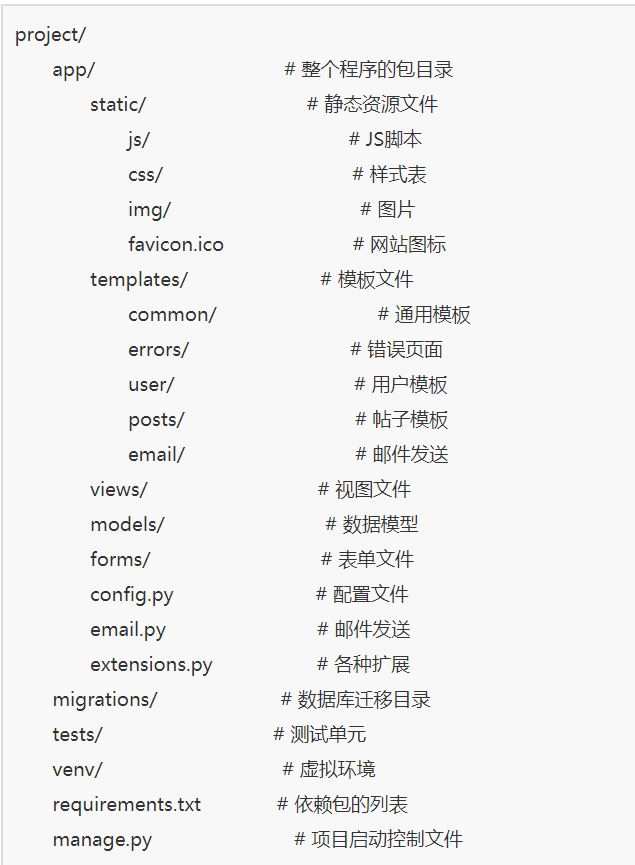 project/
app/ # 整个程序的包目录
static/ # 静态资源文件
js/ # JS脚本
css/ # 样式表
img/ # 图片
favicon.ico # 网站图标
templates/ # 模板文件
common/ # 通用模板
errors/ # 错误页面
user/ # 用户模板
posts/ # 帖子模板
email/ # 邮件发送
views/ # 视图文件
models/ # 数据模型
forms/ # 表单文件
config.py # 配置文件
email.py # 邮件发送
extensions.py # 各种扩展
migrations/ # 数据库迁移目录
tests/ # 测试单元
venv/ # 虚拟环境
requirements.txt # 依赖包的列表
manage.py # 项目启动控制文件